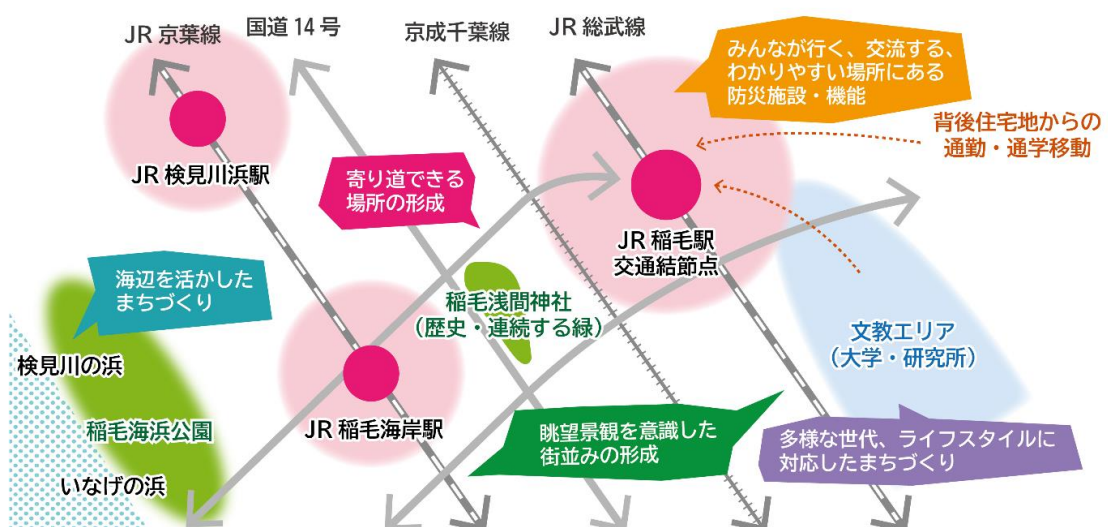 JR 京葉線
国道 14 号
京成千葉線
JR 総武線
みんなが行く、交流する、
わかりやすい場所にある
防災施設・機能
背後住宅地からの
通勤・通学移動
JR 検見川浜駅
寄り道できる
場所の形成
JR 稲毛駅
交通結節点
海辺を活かした
まちづくり
稲毛浅間神社
（歴史・連続する緑）
文教エリア
（大学・研究所）
検見川の浜
稲毛海浜公園
いなげの浜
JR 稲毛海岸駅
眺望景観を意識した
街並みの形成
多様な世代、ライフスタイルに
対応したまちづくり